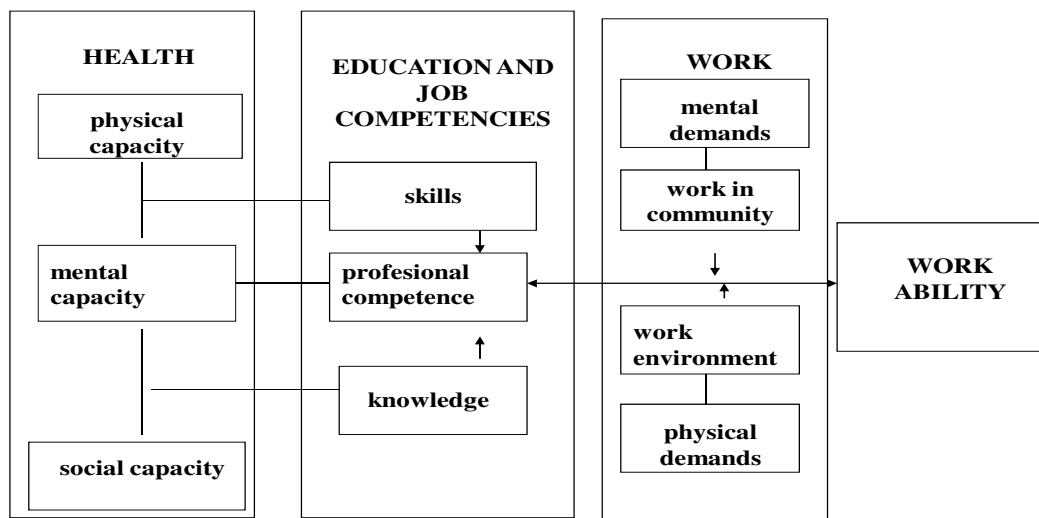 HEALTH
physical
capacity
mental
capacity
social capacity
EDUCATION AND
JOB
COMPETENCIES
skills
profesional
competence
knowledge
WORK
mental
demands
work in
community
work
environment
physical
demands
WORK
ABILITY